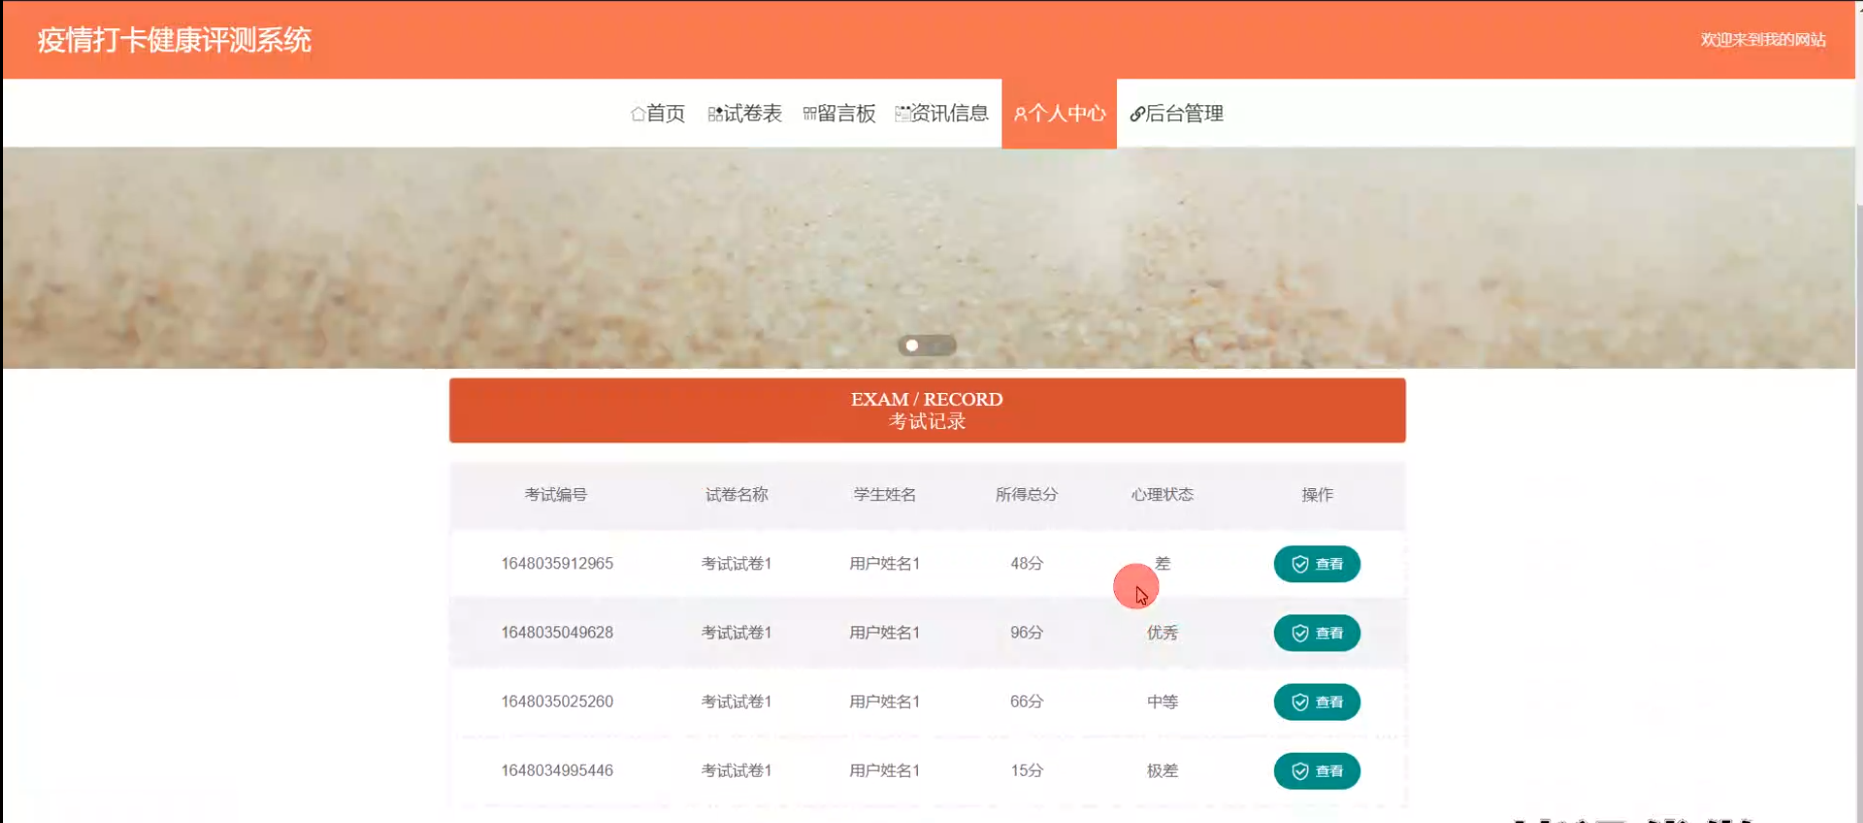 疫情打卡健康评测系统
欢迎来到我的网站
首页 试卷表 留言板 资讯信息 个人中心 后台管理
EXAM / RECORD
考试记录
考试编号 试卷名称 学生姓名 所得总分 心理状态 操作
1648035912965 考试试卷1 用户姓名1 48分 差 查看
1648035049628 考试试卷1 用户姓名1 96分 优秀 查看
1648035025260 考试试卷1 用户姓名1 66分 中等 查看
1648034995446 考试试卷1 用户姓名1 15分 极差 查看